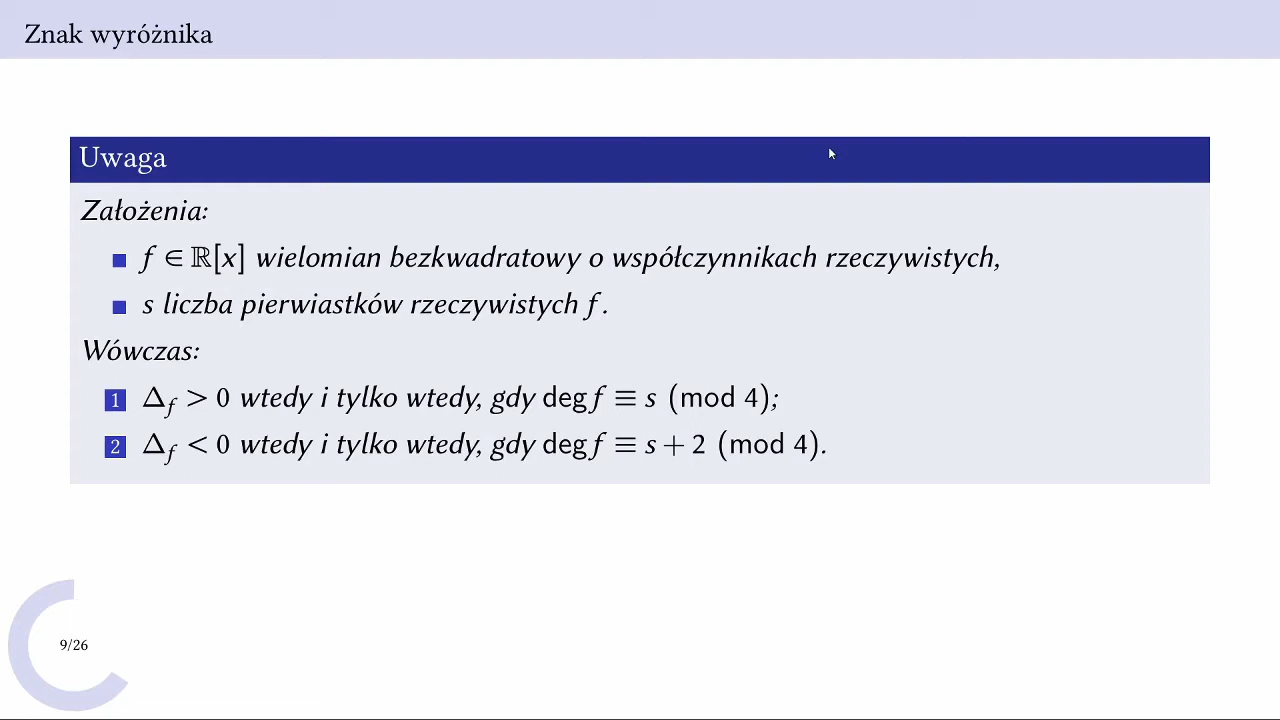 Znak wyróżnika
Uwaga
Założenia:
f ∈ ℝ[x] wielomian bezkwadratowy o współczynnikach rzeczywistych,
s liczba pierwiastków rzeczywistych f.
Wówczas:
1 Δ_f > 0 wtedy i tylko wtedy, gdy deg f ≡ s (mod 4);
2 Δ_f < 0 wtedy i tylko wtedy, gdy deg f ≡ s + 2 (mod 4).
9/26